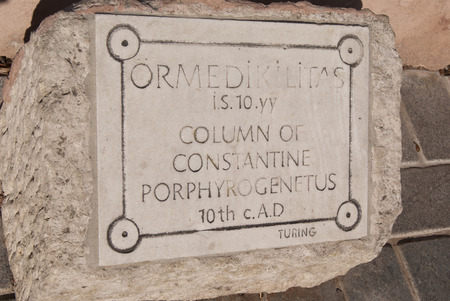 ÖRMEDİKİLİTAŞ
İ.S.10.yy
COLUMN OF
CONSTANTINE
PORPHYROGENETUS
10th c.A.D
TURING